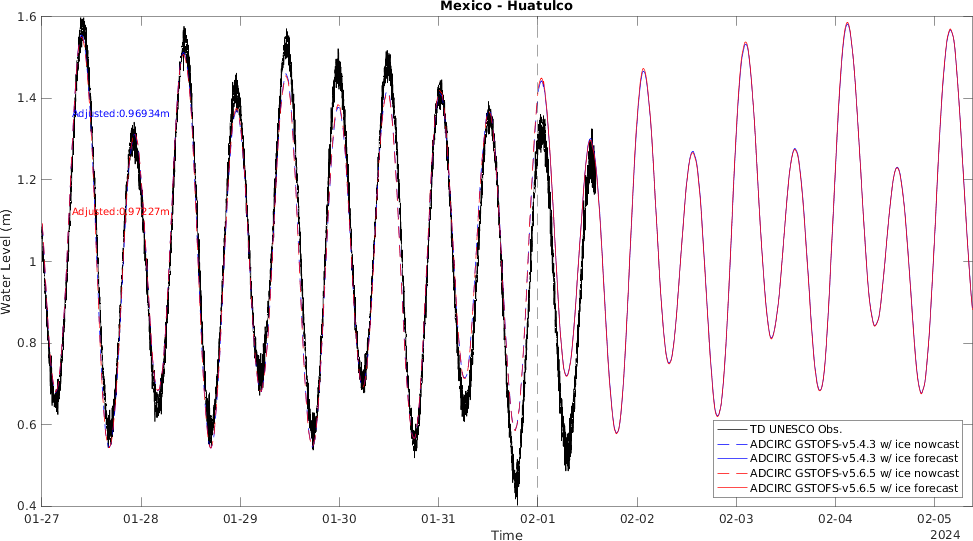 Mexico - Huatulco
1.6
1.4
1.2
1
0.8
0.6
0.4
Water Level (m)
Adjusted:0.96934m
Adjusted:0.97227m
TD UNESCO Obs.
ADCIRC GSTOFS-v5.4.3 w/ ice nowcast
ADCIRC GSTOFS-v5.4.3 w/ ice forecast
ADCIRC GSTOFS-v5.6.5 w/ ice nowcast
ADCIRC GSTOFS-v5.6.5 w/ ice forecast
01-27 01-28 01-29 01-30 01-31 02-01 02-02 02-03 02-04 02-05
2024
Time